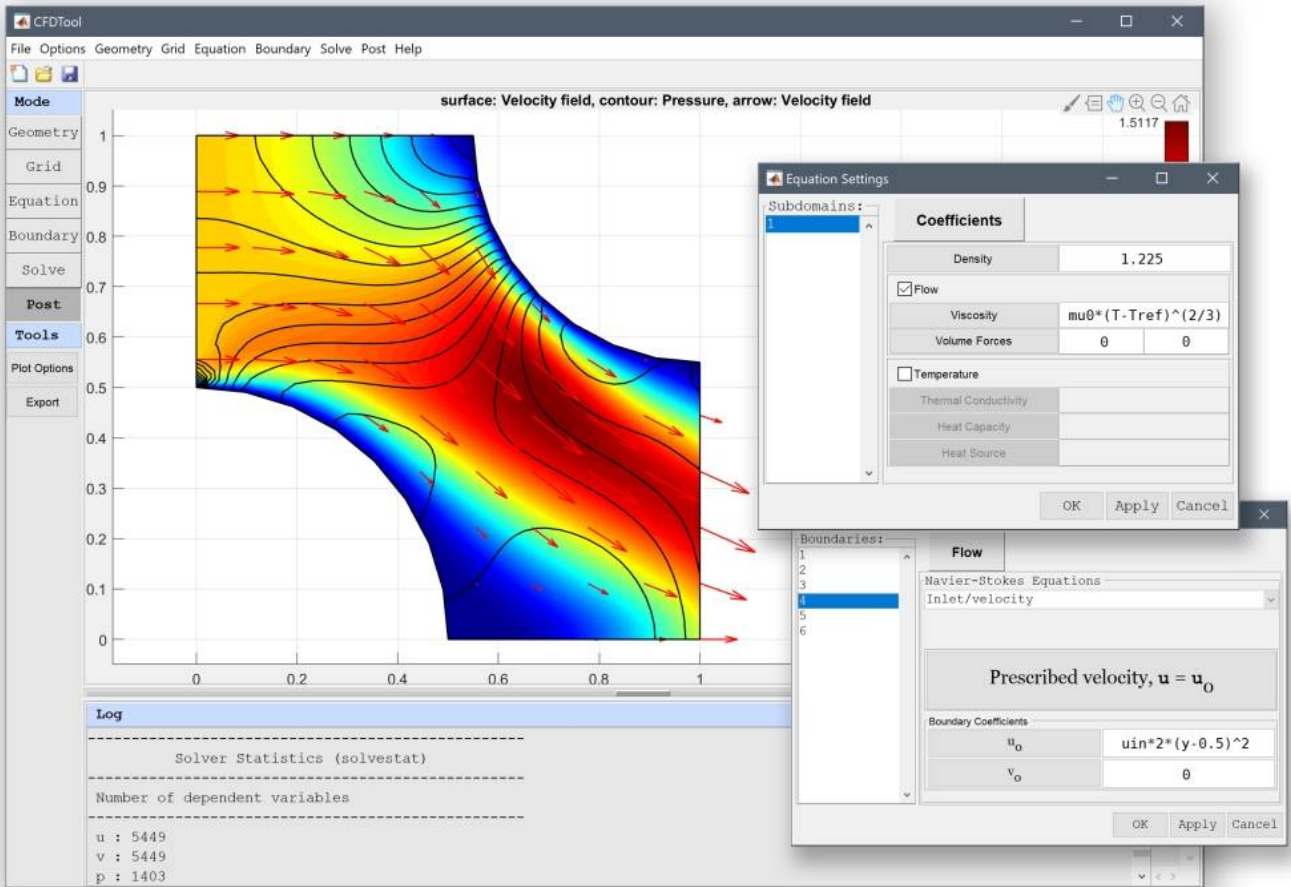 CFDTool
File Options Geometry Grid Equation Boundary Solve Post Help
Mode
Geometry
Grid
Equation
Boundary
Solve
Post
Tools
Plot Options
Export
surface: Velocity field, contour: Pressure, arrow: Velocity field
1.5117
1
0.9
0.8
0.7
0.6
0.5
0.4
0.3
0.2
0.1
0
0 0.2 0.4 0.6 0.8 1
Log
------------------------------------------------
Solver Statistics (solvestat)
------------------------------------------------
Number of dependent variables
------------------------------------------------
u : 5449
v : 5449
p : 1403
Equation Settings
Subdomains:
1
Coefficients
Density 1.225
Flow
Viscosity mu0*(T-Tref)^(2/3)
Volume Forces 0 0
Temperature
Thermal Conductivity
Heat Capacity
Heat Source
OK Apply Cancel
Boundaries:
1
2
3
4
5
6
Flow
Navier-Stokes Equations
Inlet/velocity
Prescribed velocity, u = u₀
Boundary Coefficients
u₀ uin*2*(y-0.5)^2
v₀ 0
OK Apply Cancel